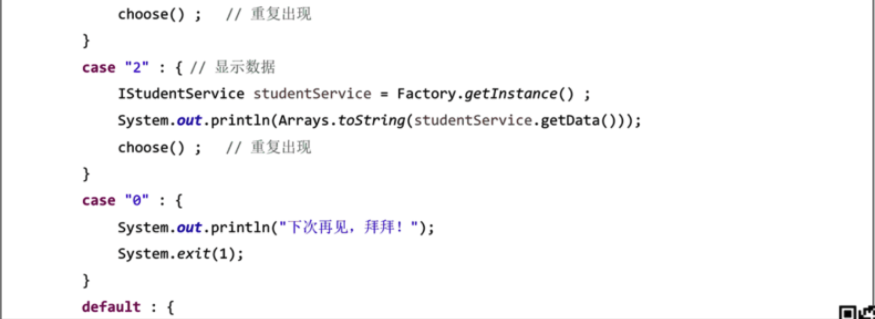 choose() ;   // 重复出现
}
case "2" : { // 显示数据
IStudentService studentService = Factory.getInstance() ;
System.out.println(Arrays.toString(studentService.getData()));
choose() ;   // 重复出现
}
case "0" : {
System.out.println("下次再见，拜拜！");
System.exit(1);
}
default : {